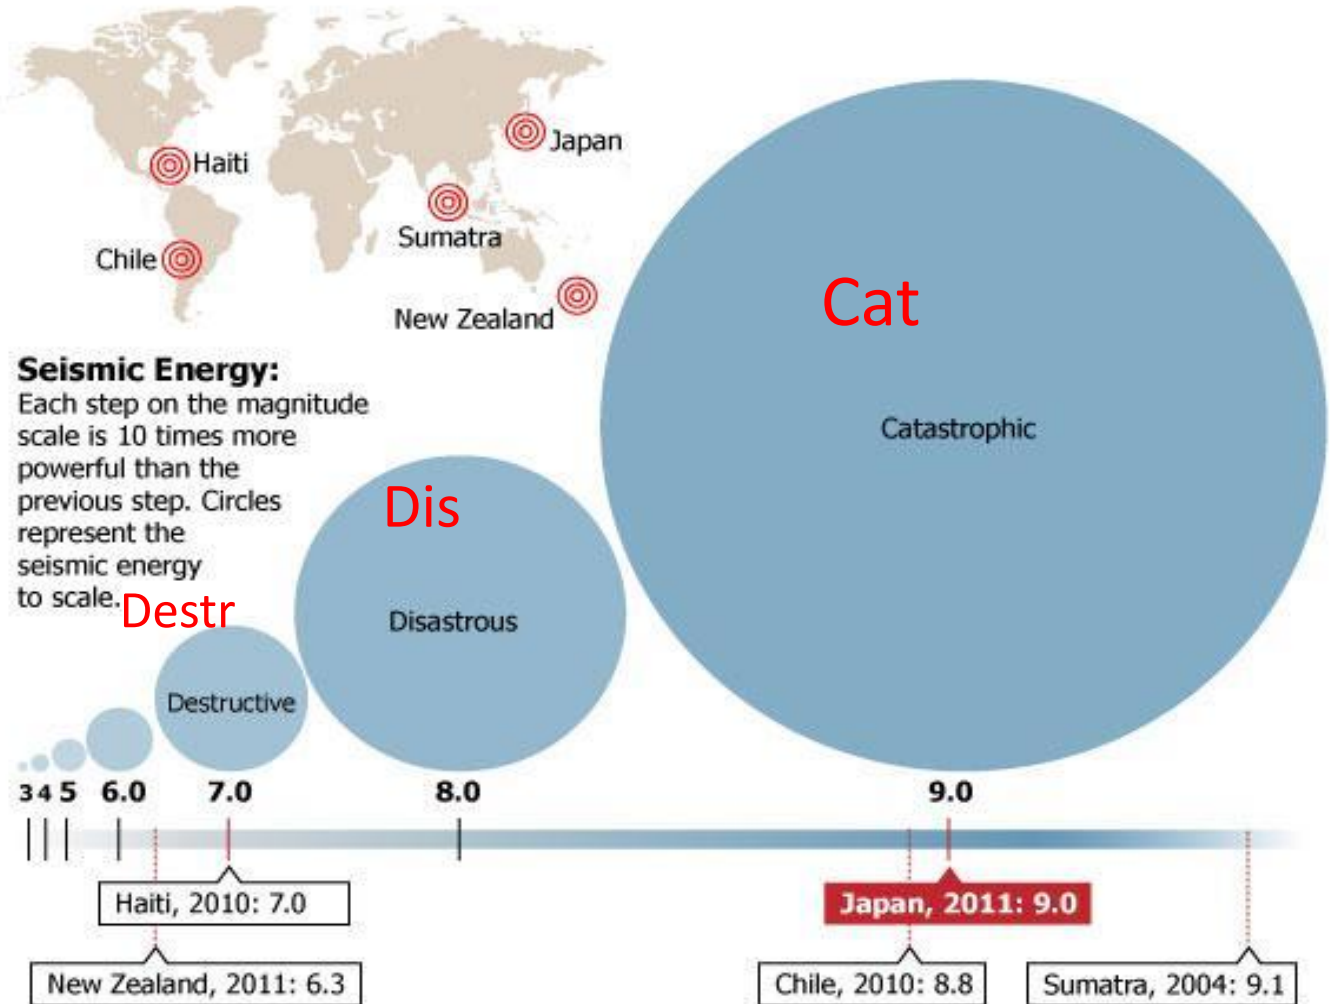 Haiti
Japan
Sumatra
Chile
New Zealand
Seismic Energy:
Each step on the magnitude
scale is 10 times more
powerful than the
previous step. Circles
represent the
seismic energy
to scale.
Destr
Destructive
Dis
Disastrous
Cat
Catastrophic
3 4 5 6.0 7.0 8.0 9.0
Haiti, 2010: 7.0
Japan, 2011: 9.0
New Zealand, 2011: 6.3
Chile, 2010: 8.8
Sumatra, 2004: 9.1